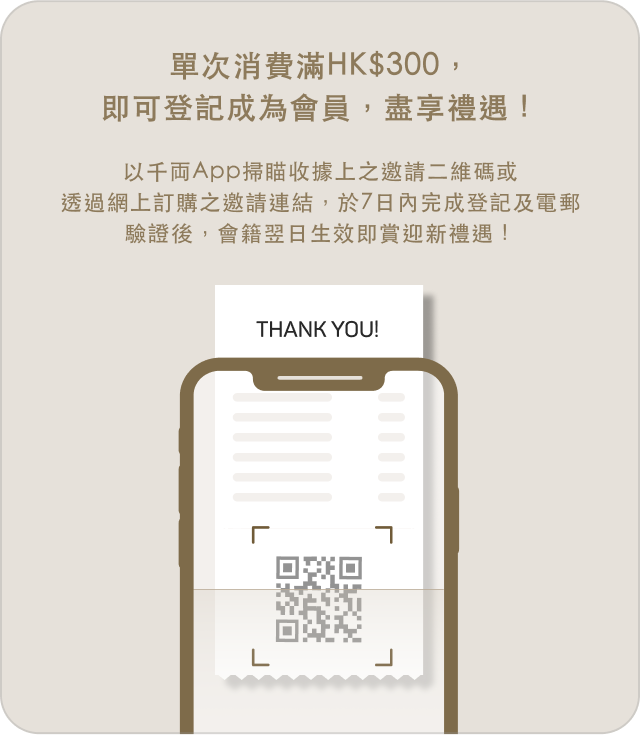 單次消費滿HK$300，
即可登記成為會員，盡享禮遇！
以千両App掃瞄收據上之邀請二維碼或
透過網上訂購之邀請連結，於7日內完成登記及電郵
驗證後，會籍翌日生效即賞迎新禮遇！
THANK YOU!